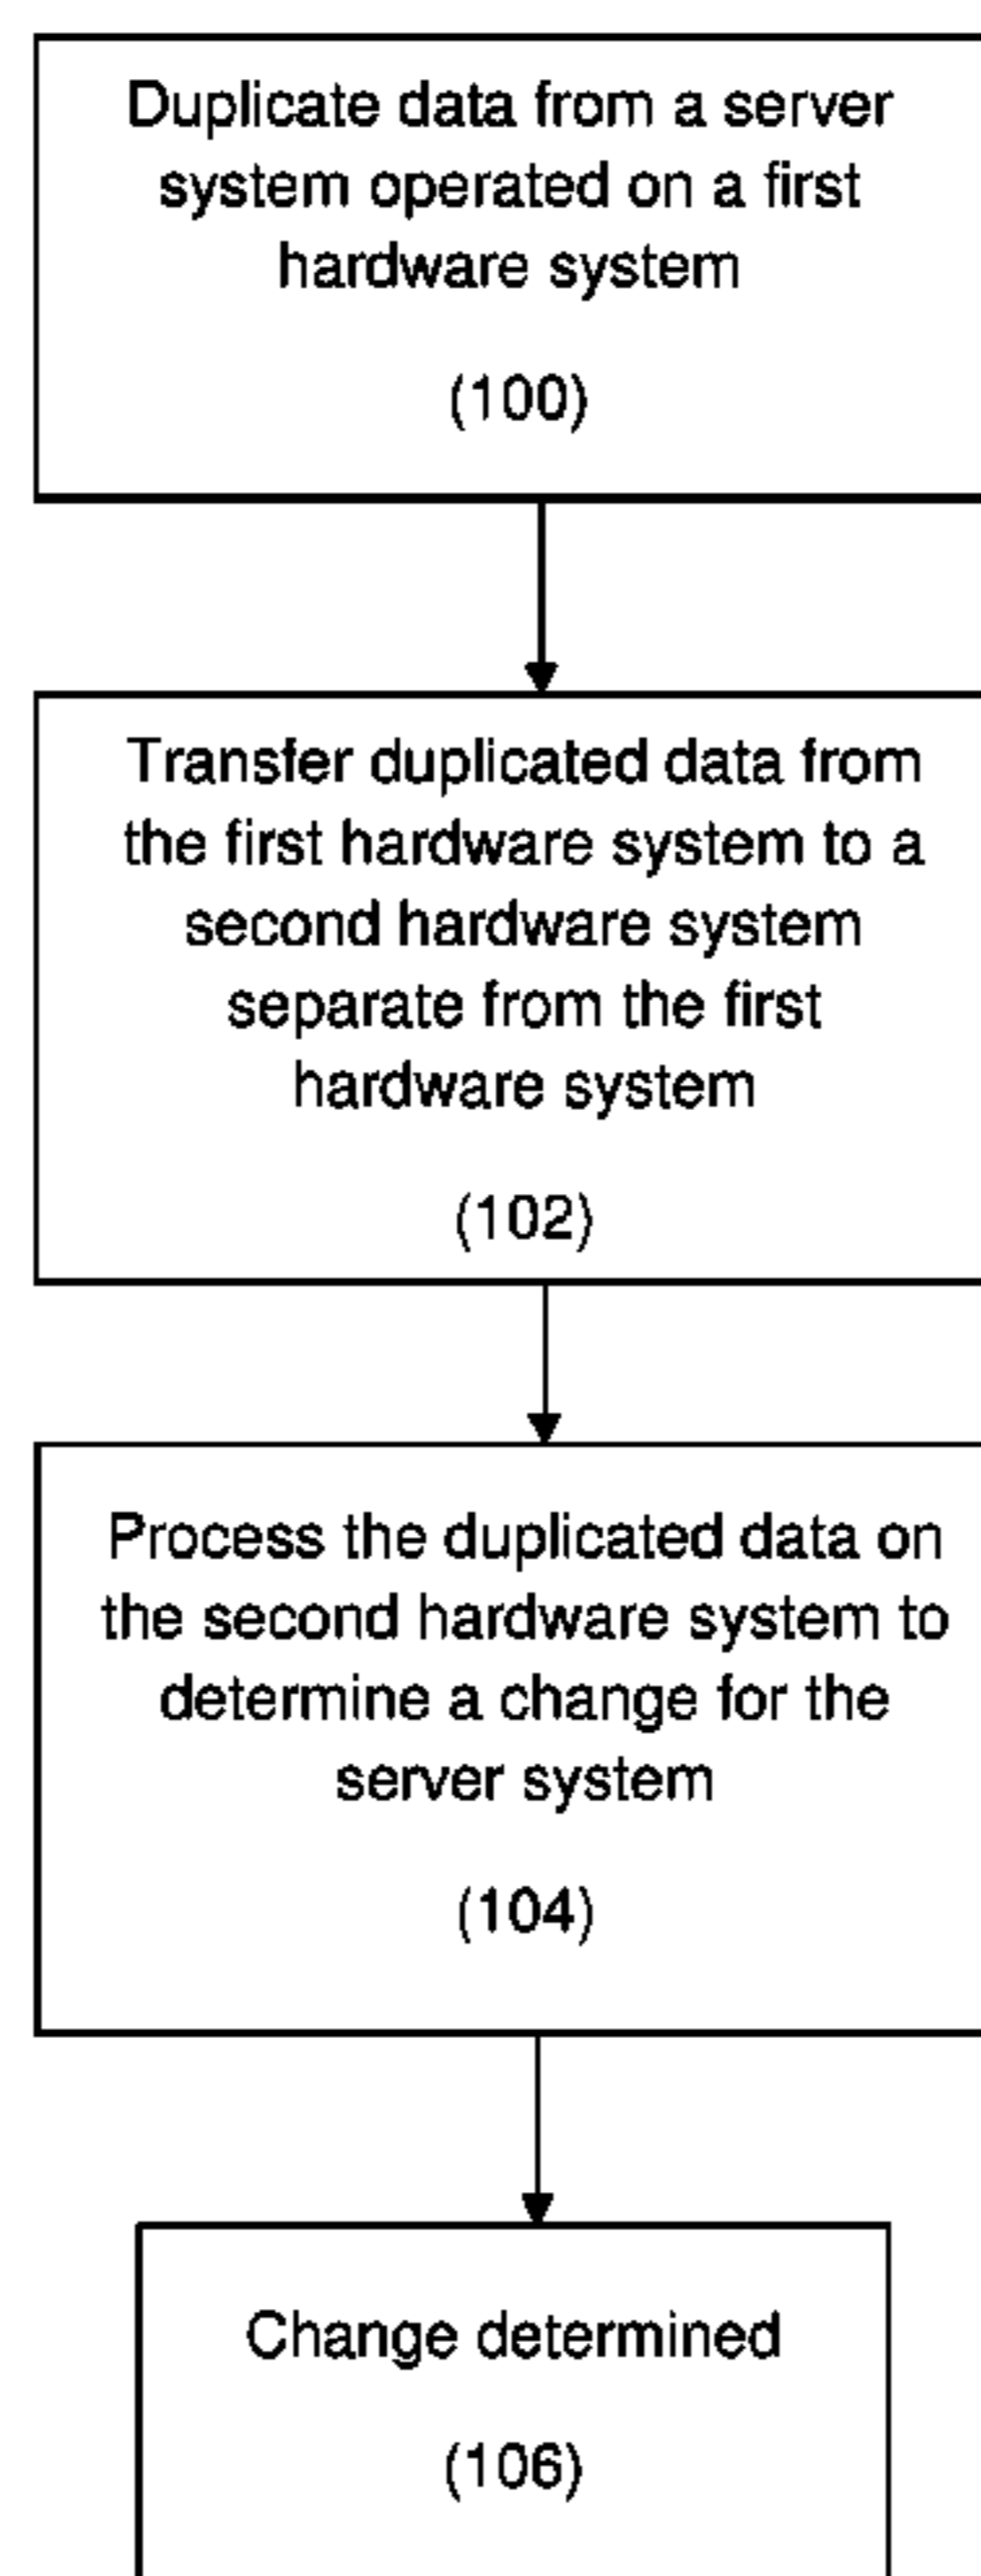 Duplicate data from a server
system operated on a first
hardware system
(100)
Transfer duplicated data from
the first hardware system to a
second hardware system
separate from the first
hardware system
(102)
Process the duplicated data on
the second hardware system to
determine a change for the
server system
(104)
Change determined
(106)